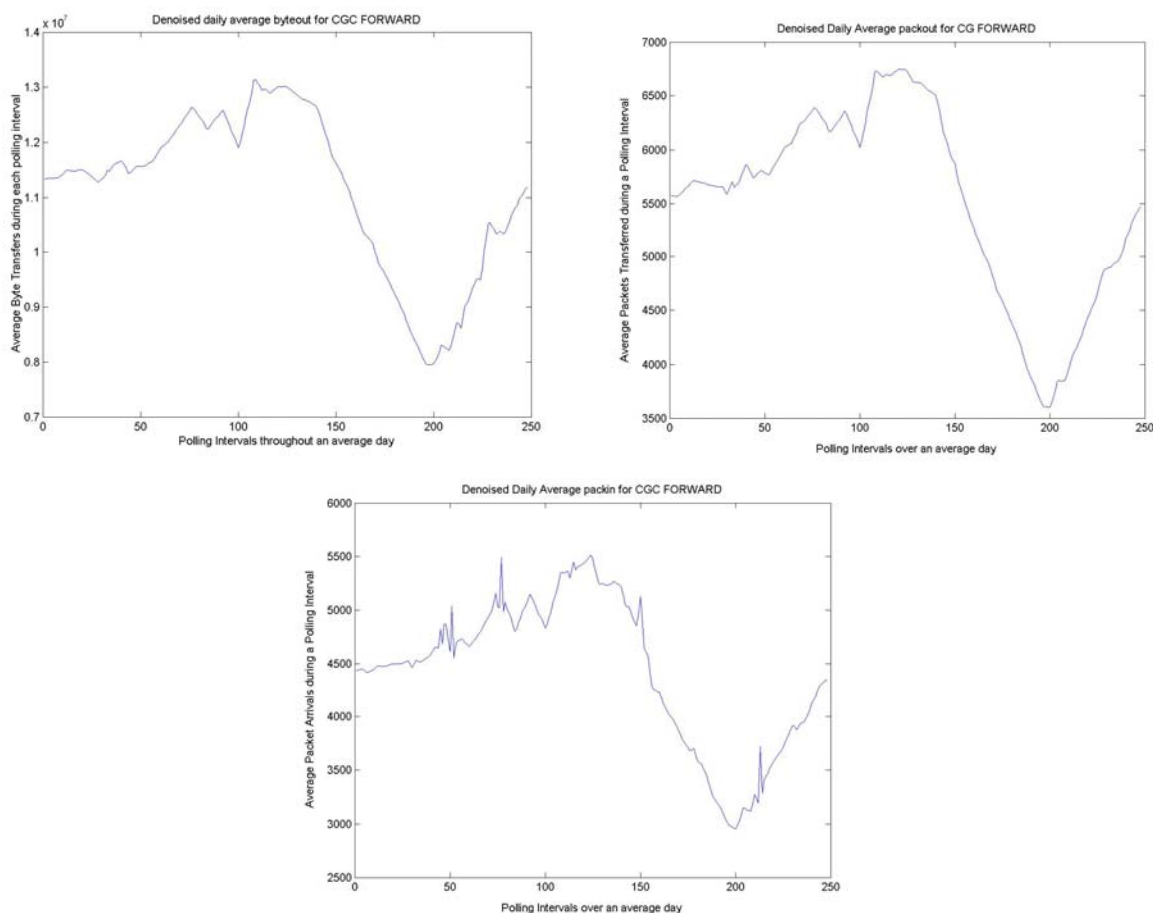 Denoised daily average byteout for CGC FORWARD
x 10^7
1.4
1.3
1.2
1.1
1
0.9
0.8
0.7
0 50 100 150 200 250
Average Byte Transfers during each polling interval
Polling Intervals throughout an average day
Denoised Daily Average packout for CG FORWARD
7000
6500
6000
5500
5000
4500
4000
3500
0 50 100 150 200 250
Average Packets Transferred during a Polling Interval
Polling Intervals over an average day
Denoised Daily Average packin for CGC FORWARD
6000
5500
5000
4500
4000
3500
3000
2500
0 50 100 150 200 250
Average Packet Arrivals during a Polling Interval
Polling Intervals over an average day